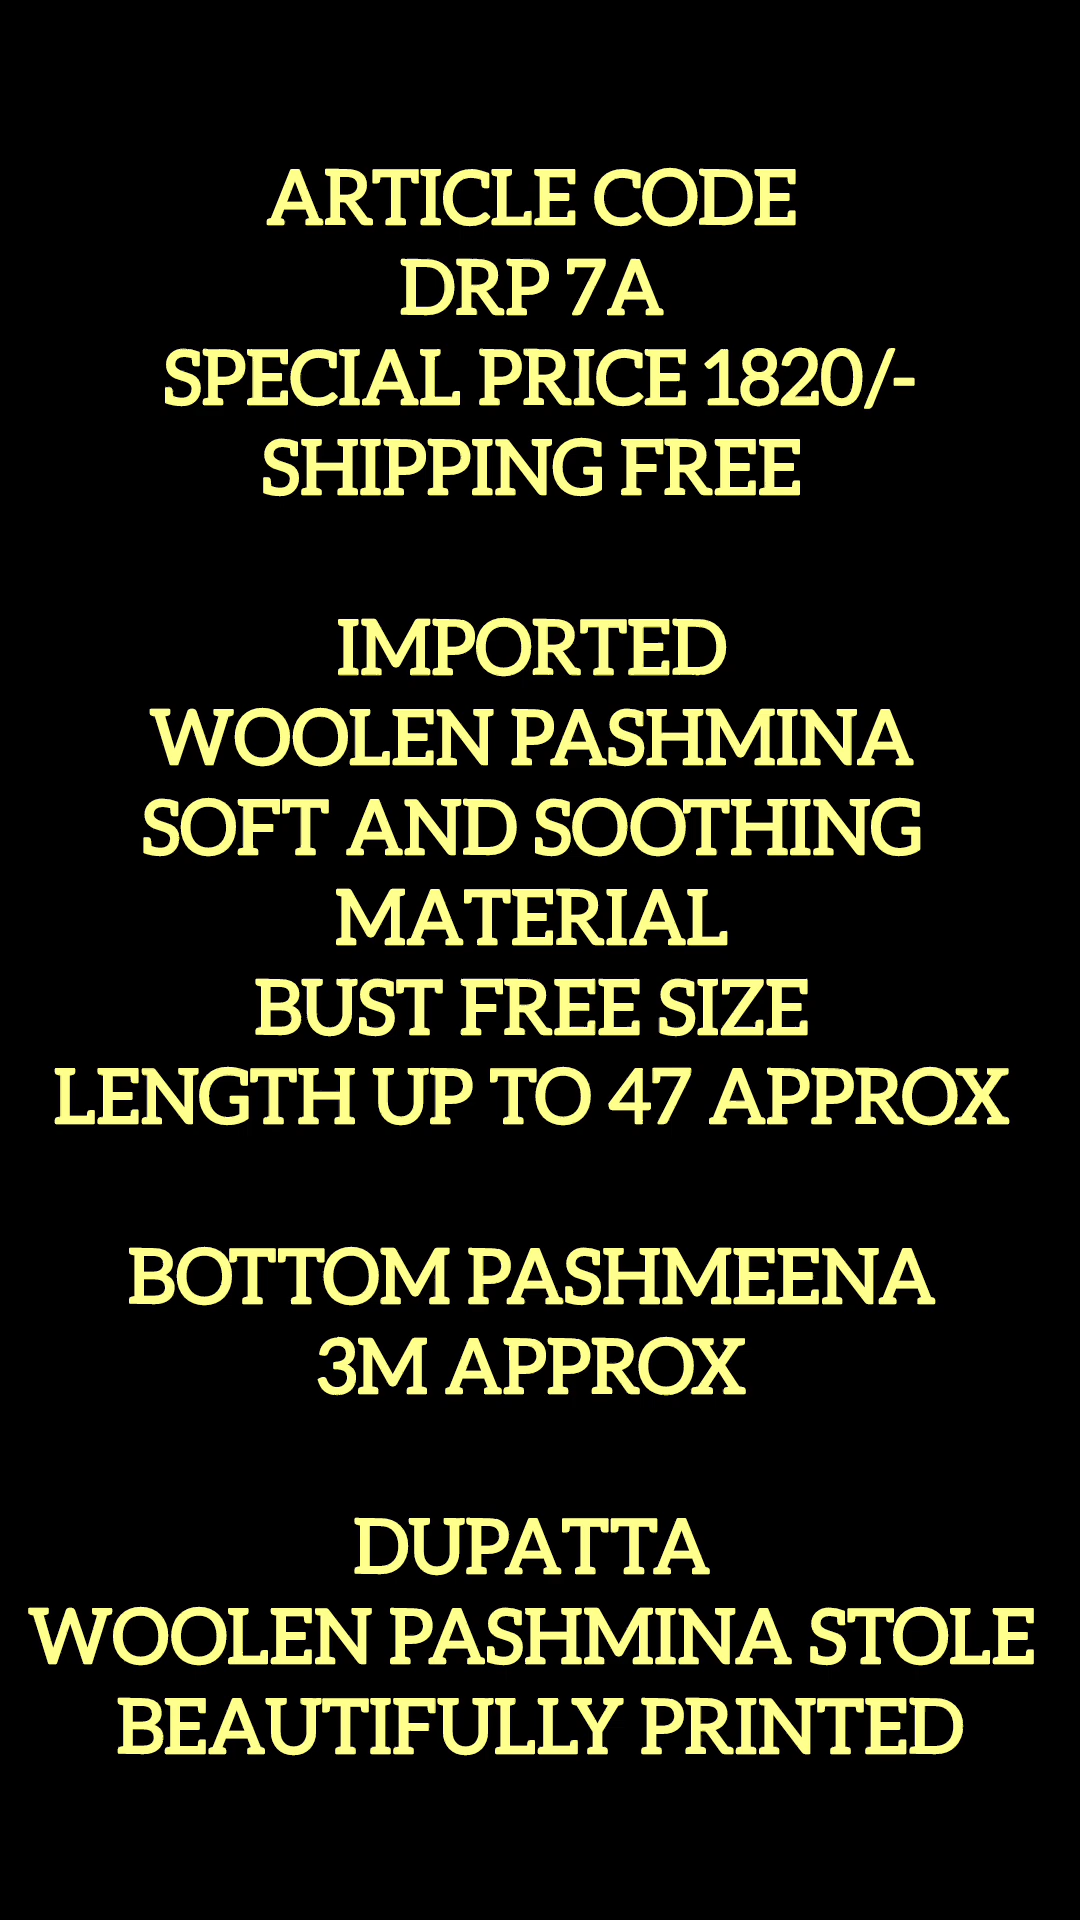 ARTICLE CODE
DRP 7A
SPECIAL PRICE 1820/-
SHIPPING FREE
IMPORTED
WOOLEN PASHMINA
SOFT AND SOOTHING
MATERIAL
BUST FREE SIZE
LENGTH UP TO 47 APPROX
BOTTOM PASHMEENA
3M APPROX
DUPATTA
WOOLEN PASHMINA STOLE
BEAUTIFULLY PRINTED